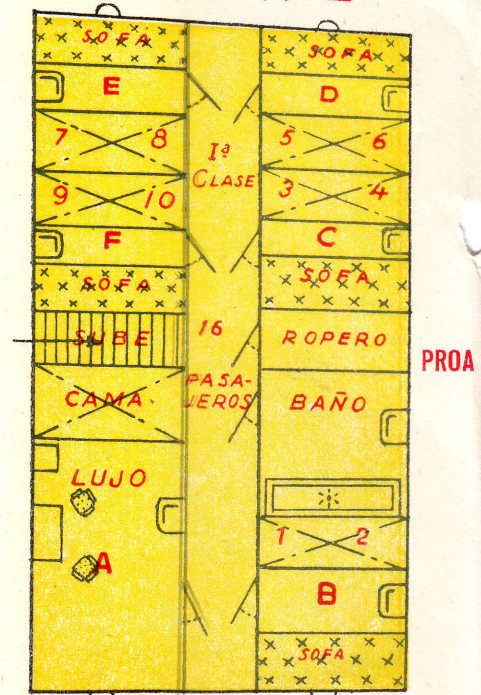 SOFA
SOFA
E
D
7 8
5 6
Iª
CLASE
9 10
3 4
F
C
SOFA
SOFA
SUBE
16
ROPERO
PROA
CAMA
PASA-
JEROS
BAÑO
LUJO
1 2
A
B
SOFA